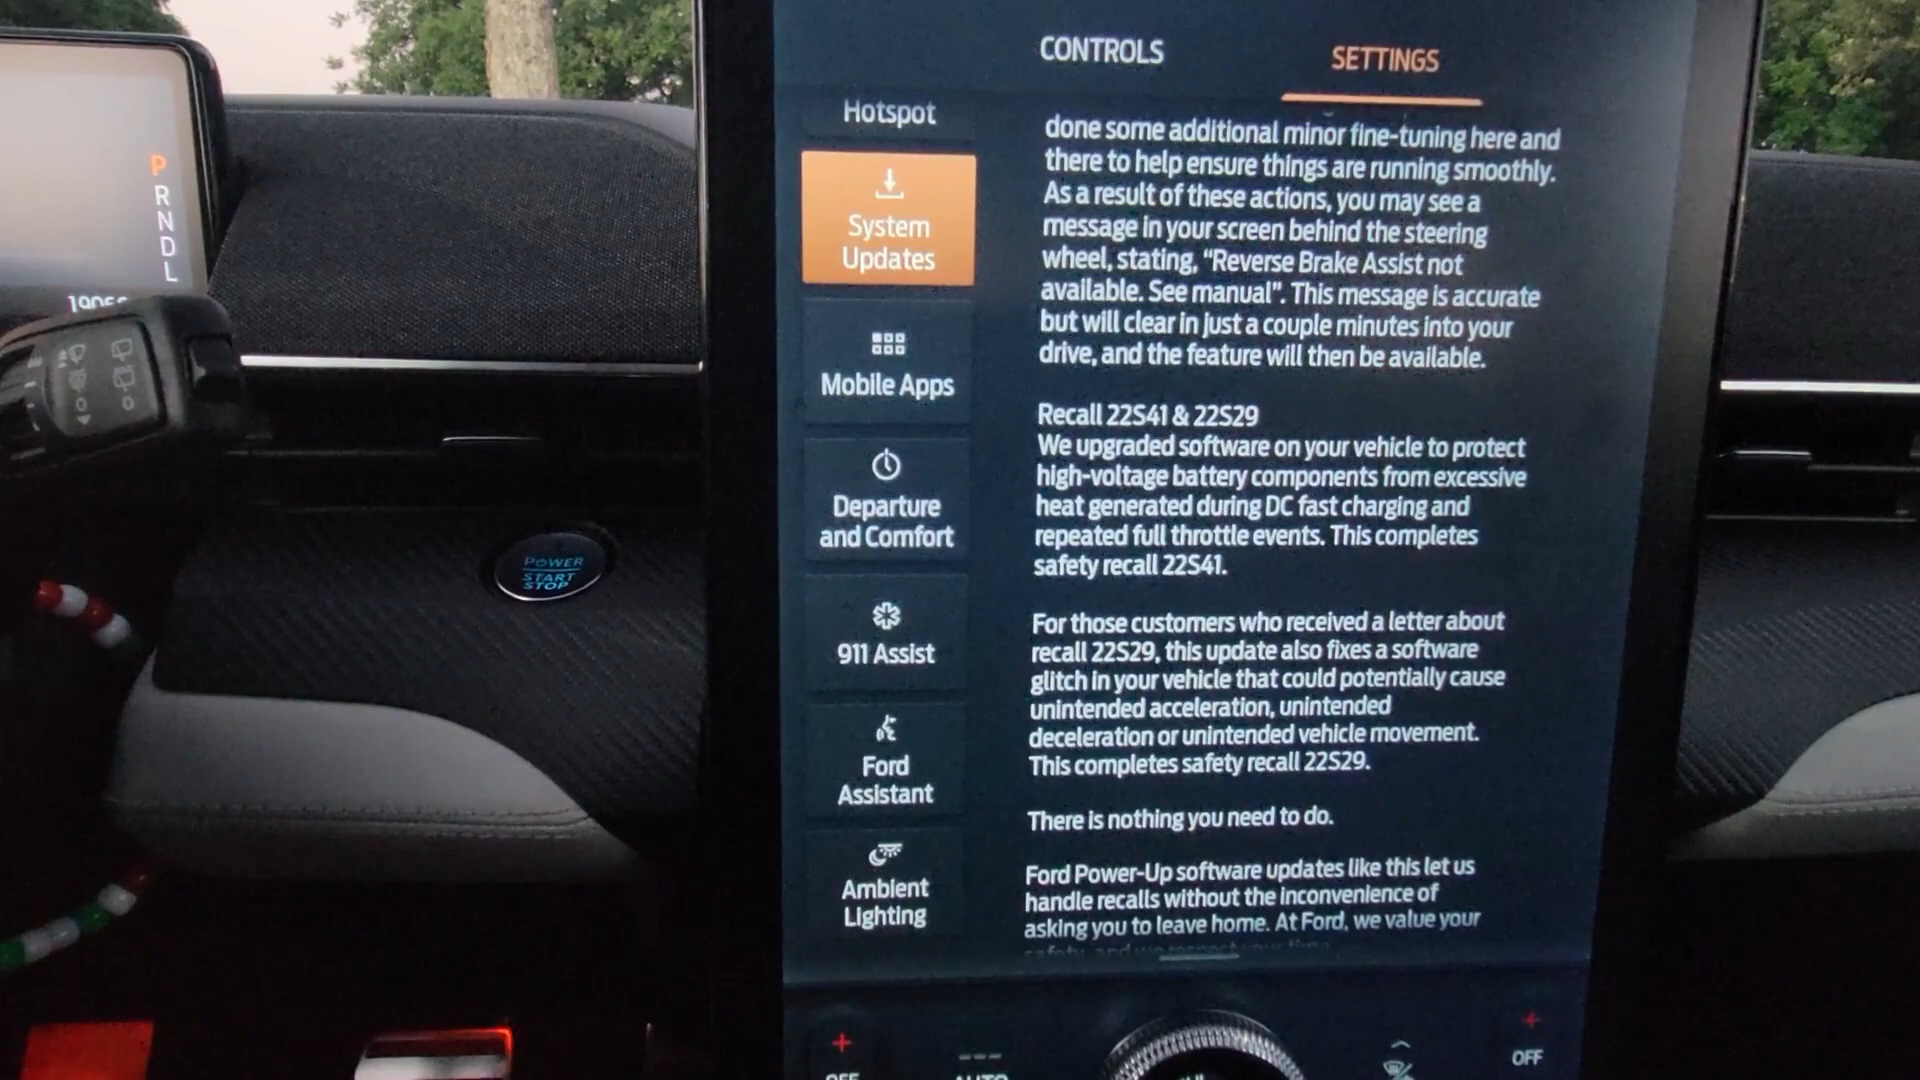 P
R
N
D
L
POWER
START
STOP
CONTROLS
SETTINGS
Hotspot
System
Updates
Mobile Apps
Departure
and Comfort
911 Assist
Ford
Assistant
Ambient
Lighting
done some additional minor fine-tuning here and
there to help ensure things are running smoothly.
As a result of these actions, you may see a
message in your screen behind the steering
wheel, stating, “Reverse Brake Assist not
available. See manual”. This message is accurate
but will clear in just a couple minutes into your
drive, and the feature will then be available.
Recall 22S41 & 22S29
We upgraded software on your vehicle to protect
high-voltage battery components from excessive
heat generated during DC fast charging and
repeated full throttle events. This completes
safety recall 22S41.
For those customers who received a letter about
recall 22S29, this update also fixes a software
glitch in your vehicle that could potentially cause
unintended acceleration, unintended
deceleration or unintended vehicle movement.
This completes safety recall 22S29.
There is nothing you need to do.
Ford Power-Up software updates like this let us
handle recalls without the inconvenience of
asking you to leave home. At Ford, we value your
safety, and we respect your time.
+
OFF
AUTO
+
OFF